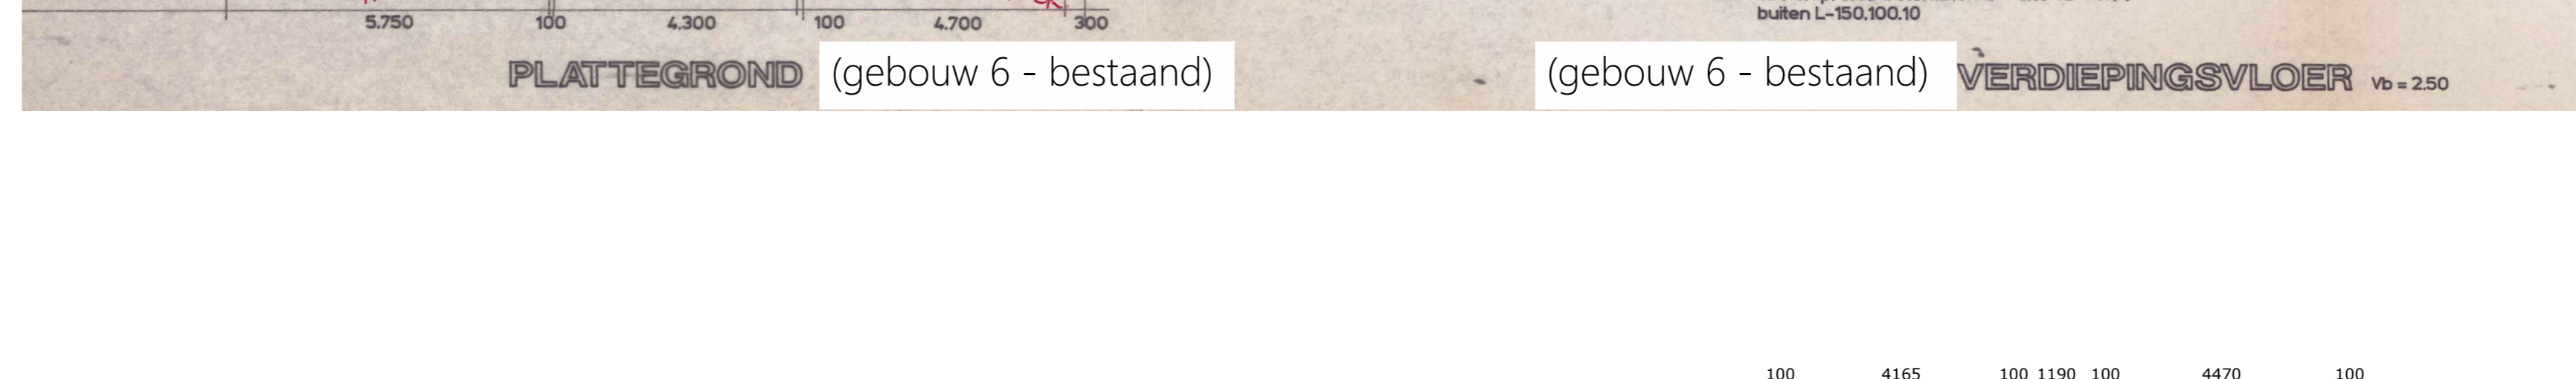 5.750 100 4.300 100 4.700 300
buiten L-150.100.10
PLATTEGROND (gebouw 6 - bestaand)
(gebouw 6 - bestaand) VERDIEPINGSVLOER Vb = 2.50
100 4165 100 1190 100 4470 100